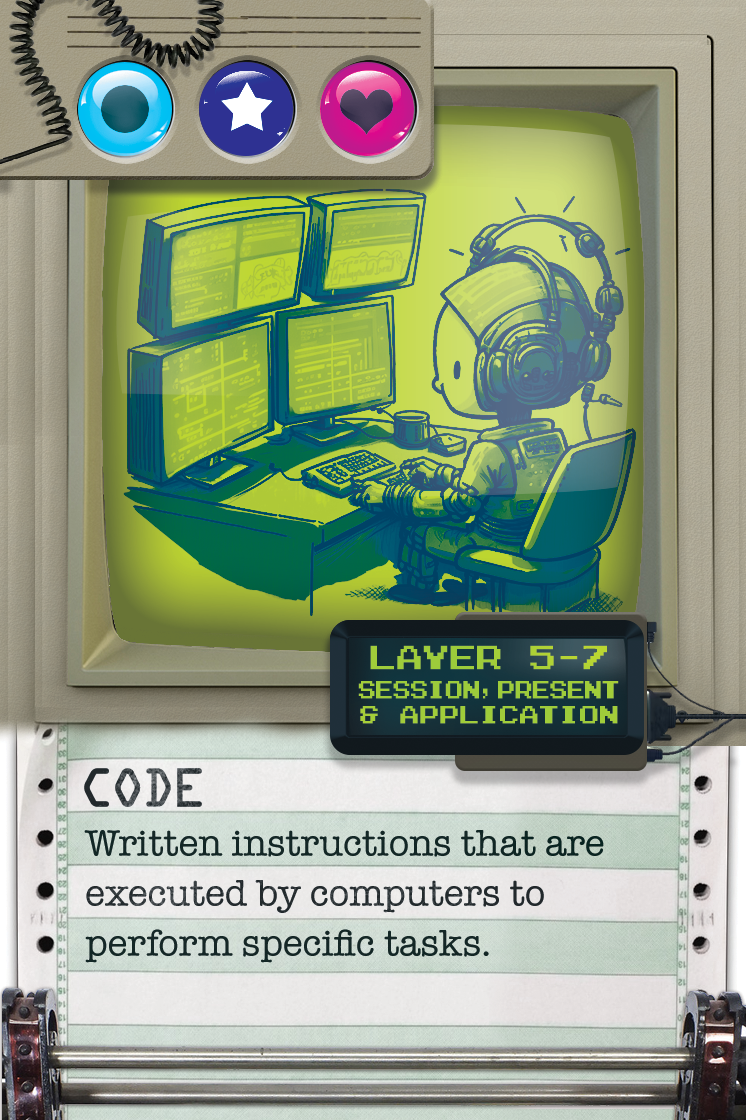 LAYER 5-7
SESSION, PRESENT
& APPLICATION
CODE
Written instructions that are
executed by computers to
perform specific tasks.